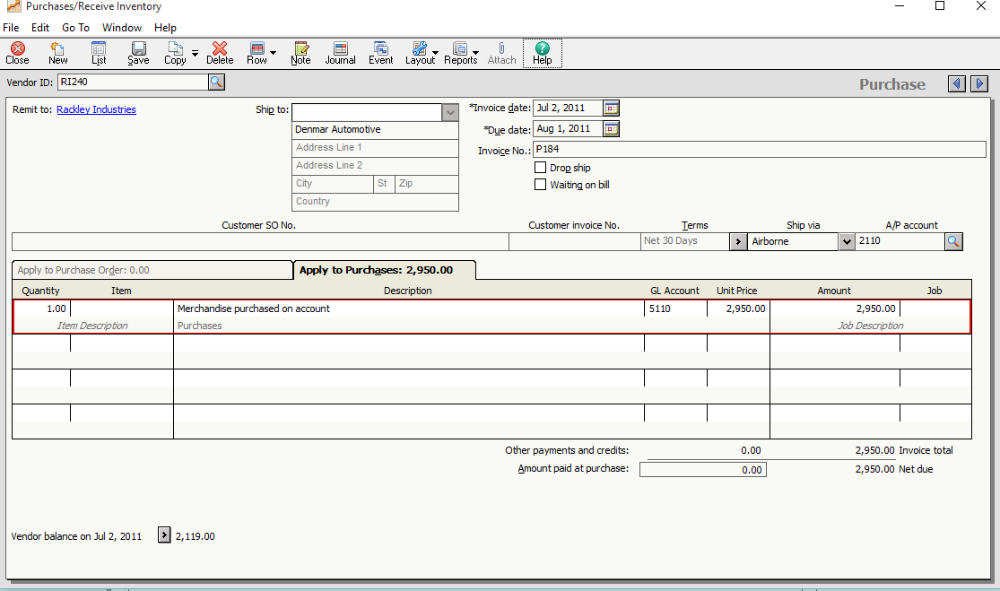 Purchases/Receive Inventory
File Edit Go To Window Help
Close New List Save Copy Delete Row Note Journal Event Layout Reports Attach Help
Vendor ID: RI240 Purchase
Remit to: Rackley Industries Ship to: *Invoice date: Jul 2, 2011
Denmar Automotive *Due date: Aug 1, 2011
Address Line 1 Invoice No.: P184
Address Line 2 Drop ship
City St Zip Waiting on bill
Country
Customer SO No. Customer invoice No. Terms Ship via A/P account
Net 30 Days Airborne 2110
Apply to Purchase Order: 0.00 Apply to Purchases: 2,950.00
Quantity Item Description GL Account Unit Price Amount Job
1.00 Merchandise purchased on account 5110 2,950.00 2,950.00
Item Description Purchases Job Description
Other payments and credits: 0.00 2,950.00 Invoice total
Amount paid at purchase: 0.00 2,950.00 Net due
Vendor balance on Jul 2, 2011 2,119.00